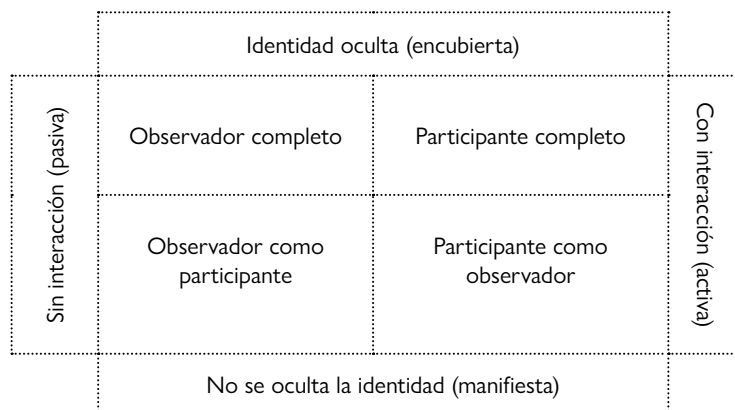 Identidad oculta (encubierta)
Sin interacción (pasiva)
Observador completo
Participante completo
Con interacción (activa)
Observador como
participante
Participante como
observador
No se oculta la identidad (manifiesta)